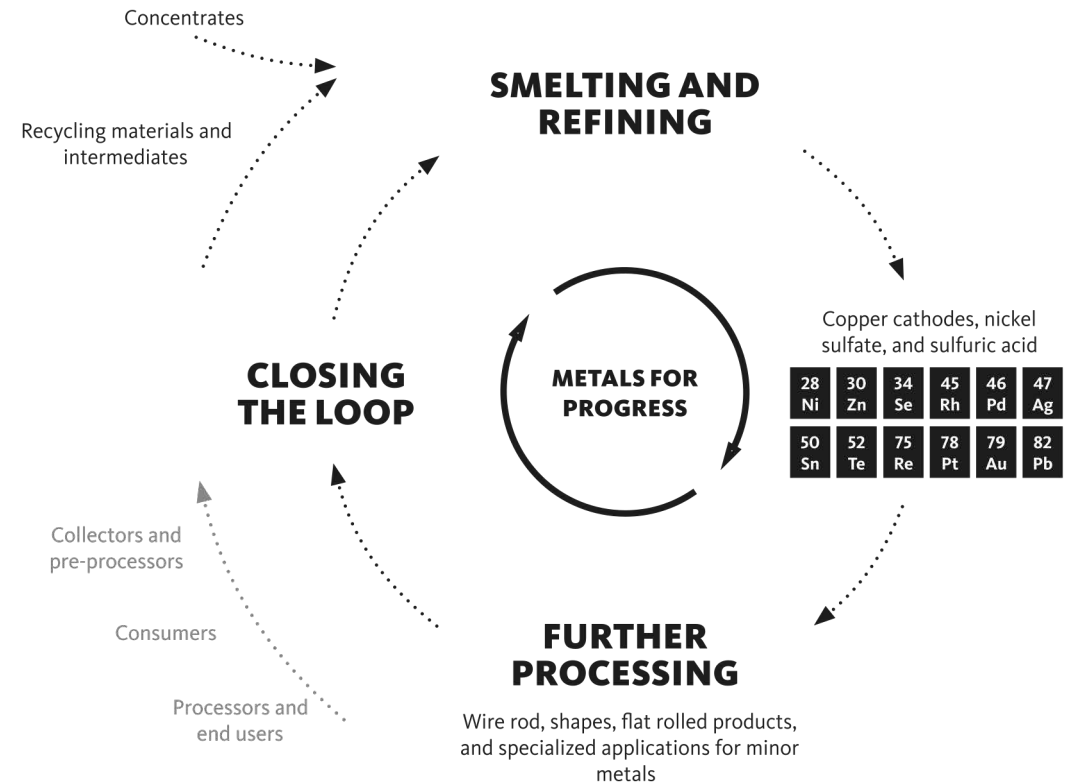 Concentrates
SMELTING AND
REFINING
Recycling materials and
intermediates
Copper cathodes, nickel
sulfate, and sulfuric acid
28 30 34 45 46 47
Ni Zn Se Rh Pd Ag
50 52 75 78 79 82
Sn Te Re Pt Au Pb
CLOSING
THE LOOP
METALS FOR
PROGRESS
Collectors and
pre-processors
Consumers
Processors and
end users
FURTHER
PROCESSING
Wire rod, shapes, flat rolled products,
and specialized applications for minor
metals